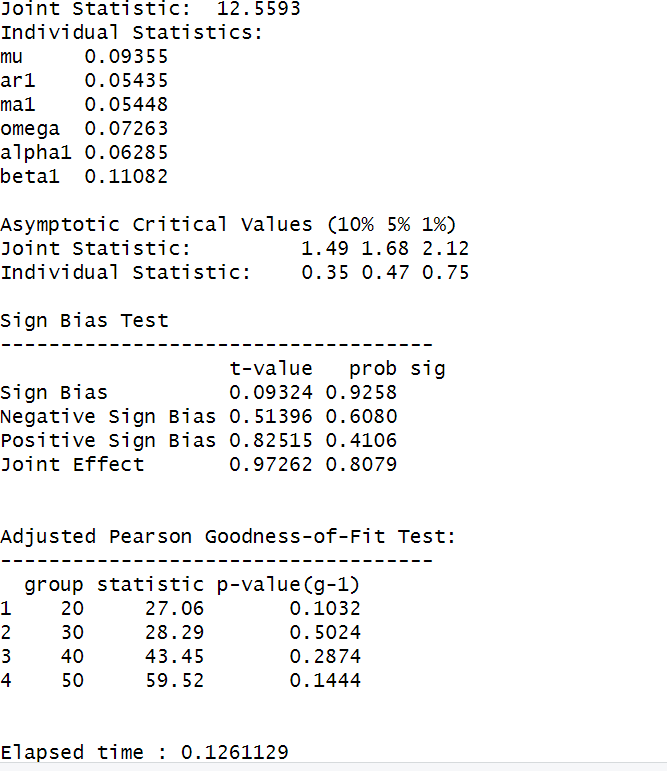 Joint Statistic:  12.5593
Individual Statistics:
mu     0.09355
ar1    0.05435
ma1    0.05448
omega  0.07263
alpha1 0.06285
beta1  0.11082
Asymptotic Critical Values (10% 5% 1%)
Joint Statistic:         1.49 1.68 2.12
Individual Statistic:    0.35 0.47 0.75
Sign Bias Test
------------------------------------
                   t-value   prob sig
Sign Bias          0.09324 0.9258
Negative Sign Bias 0.51396 0.6080
Positive Sign Bias 0.82515 0.4106
Joint Effect       0.97262 0.8079
Adjusted Pearson Goodness-of-Fit Test:
------------------------------------
  group statistic p-value(g-1)
1    20     27.06       0.1032
2    30     28.29       0.5024
3    40     43.45       0.2874
4    50     59.52       0.1444
Elapsed time : 0.1261129